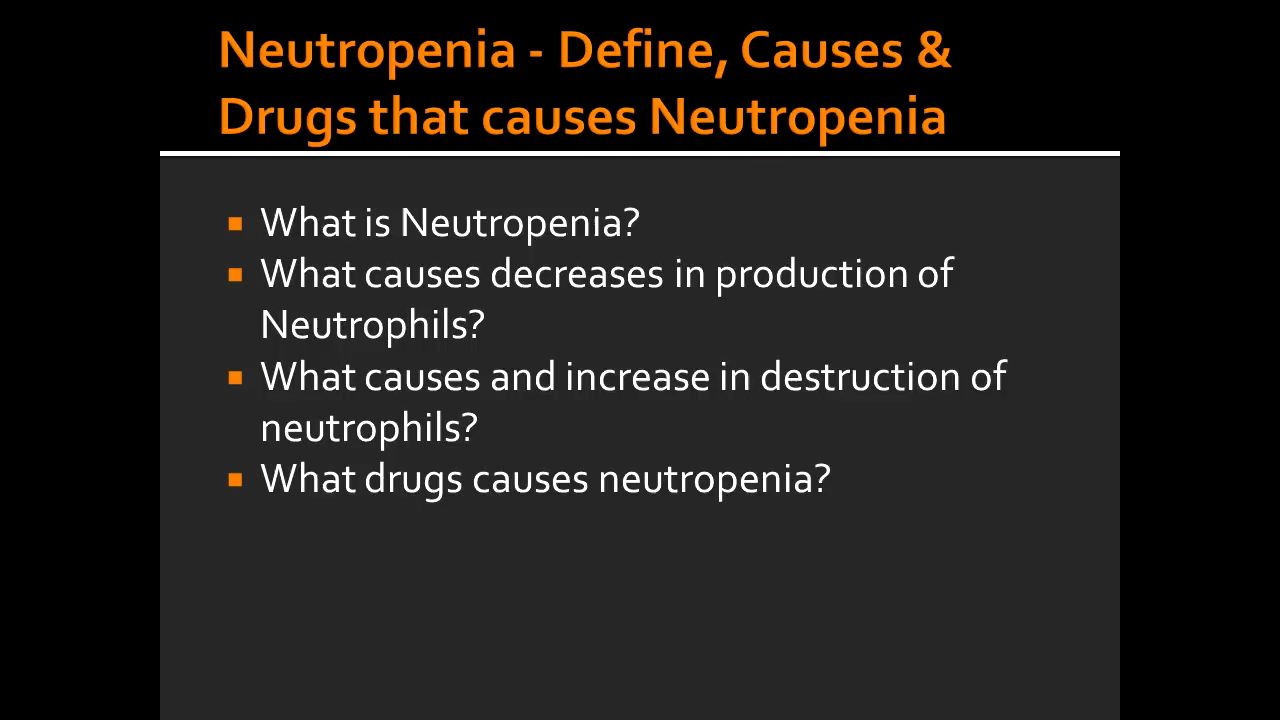 Neutropenia - Define, Causes &
Drugs that causes Neutropenia
▪ What is Neutropenia?
▪ What causes decreases in production of
Neutrophils?
▪ What causes and increase in destruction of
neutrophils?
▪ What drugs causes neutropenia?